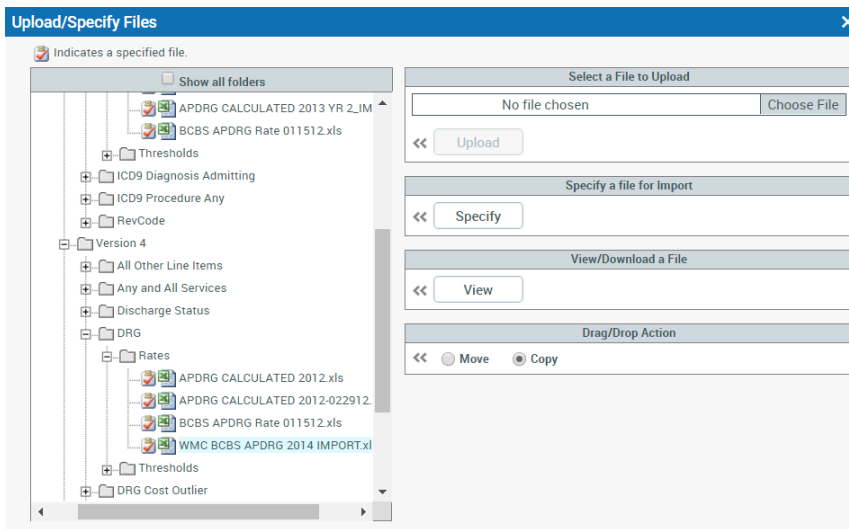 Upload/Specify Files
Indicates a specified file.
Show all folders
APDRG CALCULATED 2013 YR 2_IM
BCBS APDRG Rate 011512.xls
Thresholds
ICD9 Diagnosis Admitting
ICD9 Procedure Any
RevCode
Version 4
All Other Line Items
Any and All Services
Discharge Status
DRG
Rates
APDRG CALCULATED 2012.xls
APDRG CALCULATED 2012-022912.
BCBS APDRG Rate 011512.xls
WMC BCBS APDRG 2014 IMPORT.xl
Thresholds
DRG Cost Outlier
Select a File to Upload
No file chosen Choose File
Upload
Specify a file for Import
Specify
View/Download a File
View
Drag/Drop Action
Move Copy